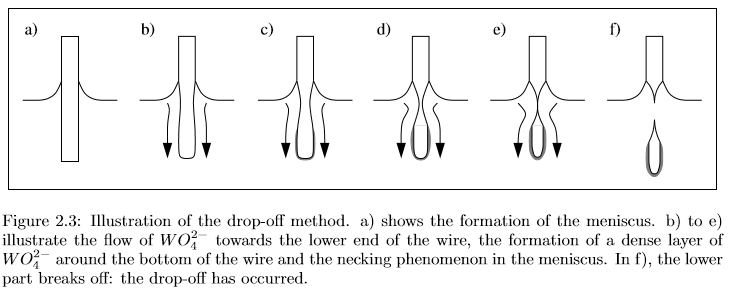 a) b) c) d) e) f)
Figure 2.3: Illustration of the drop-off method. a) shows the formation of the meniscus. b) to e)
illustrate the flow of $WO_4^{2-}$ towards the lower end of the wire, the formation of a dense layer of
$WO_4^{2-}$ around the bottom of the wire and the necking phenomenon in the meniscus. In f), the lower
part breaks off: the drop-off has occurred.